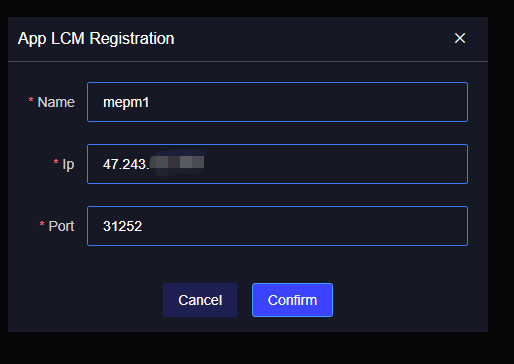 App LCM Registration
* Name mepm1
* Ip 47.243.
* Port 31252
Cancel Confirm